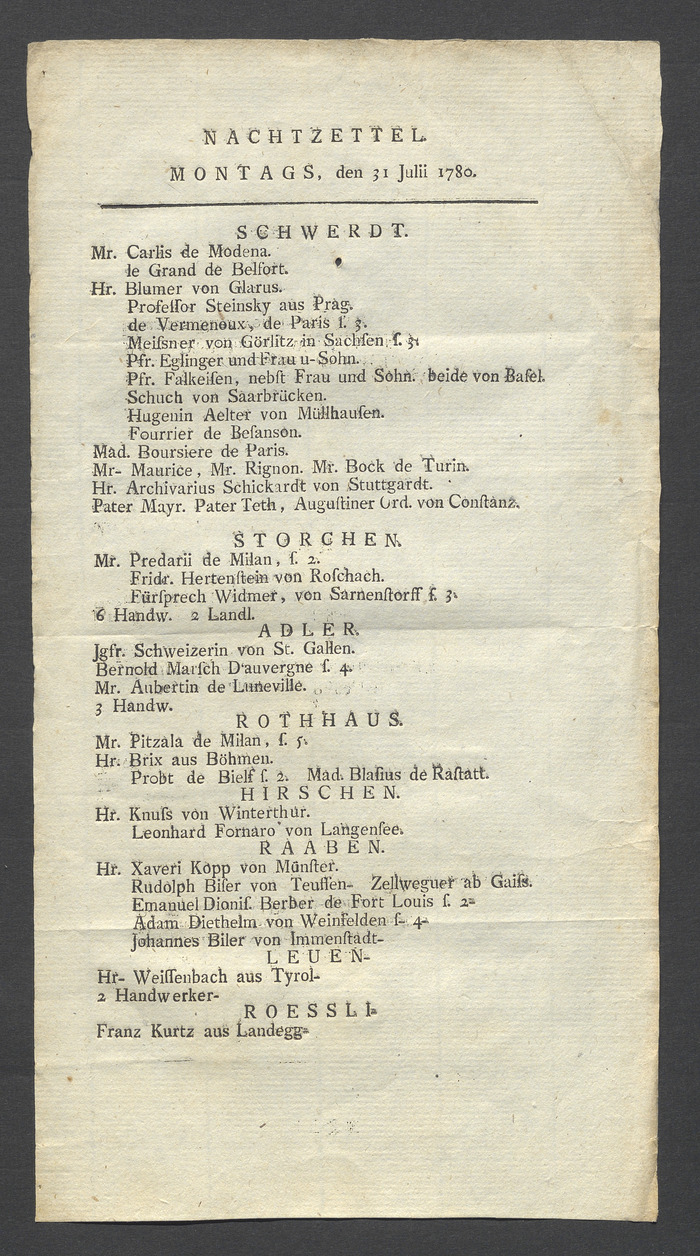 NACHTZETTEL.
MONTAGS, den 31 Julii 1780.
SCHWERDT.
Mr. Carlis de Modena.
le Grand de Belfort.
Hr. Blumer von Glarus.
Profeſſor Steinsky aus Prag.
de Vermenoux, de Paris ſ. 3.
Meiſsner von Görlitz in Sachſen ſ. 3.
Pfr. Eglinger und Frau u-Sohn.
Pfr. Falkeiſen, nebſt Frau und Sohn. beide von Baſel.
Schuch von Saarbrücken.
Hugenin Aelter von Müllhauſen.
Fourrier de Beſanson.
Mad. Boursiere de Paris.
Mr- Maurice, Mr. Rignon. Mr. Bock de Turin.
Hr. Archivarius Schickardt von Stuttgardt.
Pater Mayr. Pater Teth, Auguſtiner Ord. von Conſtanz.
STORCHEN.
Mr. Predarii de Milan, ſ. 2.
Fridr. Hertenſtein von Roſchach.
Fürſprech Widmer, von Sarnenſtorff ſ. 3.
6 Handw. 2 Landl.
ADLER.
Jgfr. Schweizerin von St. Gallen.
Bernold Marſch D'auvergne ſ. 4.
Mr. Aubertin de Luneville.
3 Handw.
ROTHHAUS.
Mr. Pitzala de Milan, ſ. 5.
Hr. Brix aus Böhmen.
Probt de Bielf ſ. 2. Mad. Blaſius de Raſtatt.
HIRSCHEN.
Hr. Knuſs von Winterthur.
Leonhard Fornaro von Langenſee.
RAABEN.
Hr. Xaveri Kopp von Münſter.
Rudolph Biſer von Teuſſen- Zellweguer ab Gaiſs.
Emanuel Dioniſ. Berber de Fort Louis ſ. 2-
Adam Diethelm von Weinfelden ſ- 4-
Johannes Biler von Immenſtadt-
LEUEN-
Hr- Weiſſenbach aus Tyrol-
2 Handwerker-
ROESSLI-
Franz Kurtz aus Landegg-